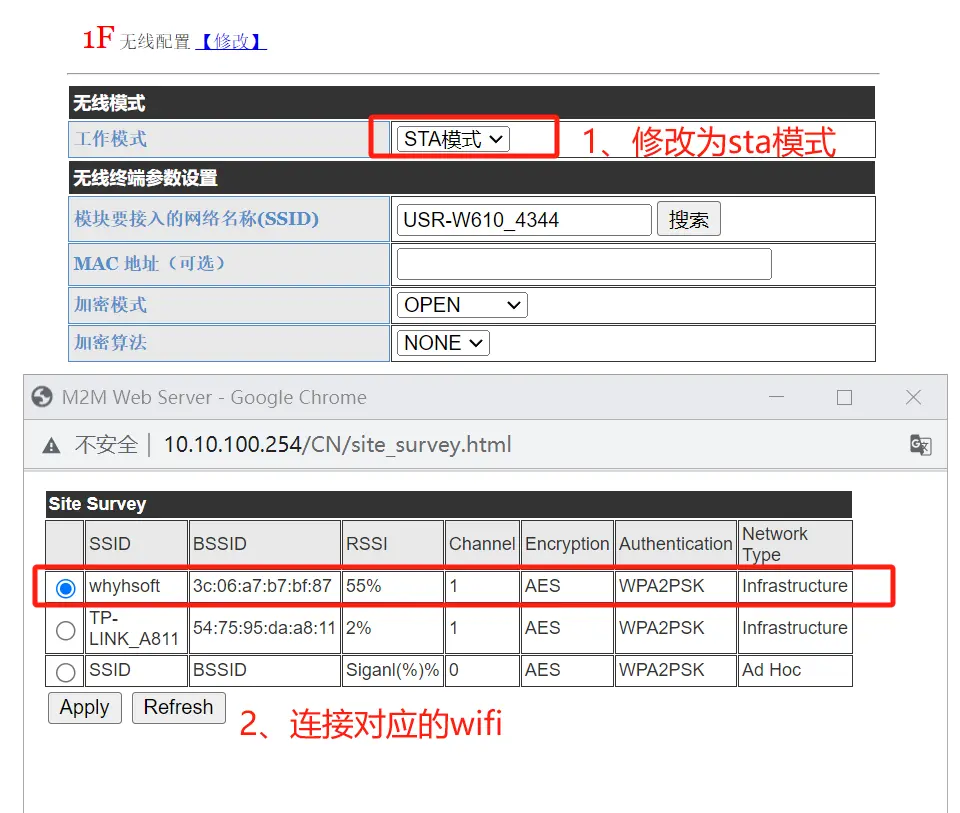 1F 无线配置 【修改】
无线模式
工作模式 STA模式 1、修改为sta模式
无线终端参数设置
模块要接入的网络名称(SSID) USR-W610_4344 搜索
MAC 地址（可选）
加密模式 OPEN
加密算法 NONE
M2M Web Server - Google Chrome
不安全 10.10.100.254/CN/site_survey.html
Site Survey
SSID BSSID RSSI Channel Encryption Authentication Network Type
whyhsoft 3c:06:a7:b7:bf:87 55% 1 AES WPA2PSK Infrastructure
TP-LINK_A811 54:75:95:da:a8:11 2% 1 AES WPA2PSK Infrastructure
SSID BSSID Siganl(%)% 0 AES WPA2PSK Ad Hoc
Apply Refresh 2、连接对应的wifi